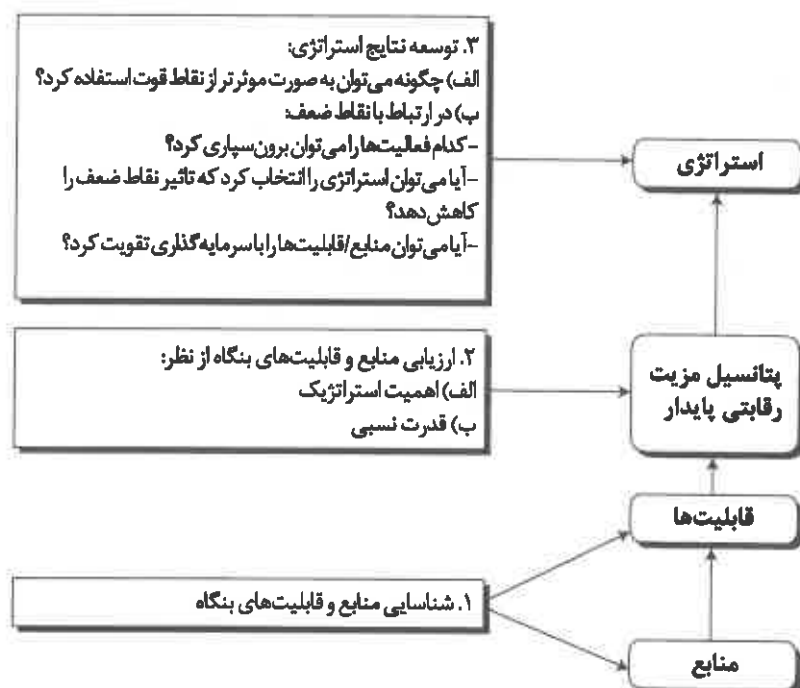 ۳. توسعه نتایج استراتژی:
الف) چگونه می‌توان به صورت موثرتر از نقاط قوت استفاده کرد؟
ب) در ارتباط با نقاط ضعف:
-کدام فعالیت‌ها را می‌توان برون‌سپاری کرد؟
-آیا می‌توان استراتژی را انتخاب کرد که تاثیر نقاط ضعف را
کاهش دهد؟
-آیا می‌توان منابع/قابلیت‌ها را با سرمایه‌گذاری تقویت کرد؟
استراتژی
۲. ارزیابی منابع و قابلیت‌های بنگاه از نظر:
الف) اهمیت استراتژیک
ب) قدرت نسبی
پتانسیل مزیت
رقابتی پایدار
قابلیت‌ها
۱. شناسایی منابع و قابلیت‌های بنگاه
منابع